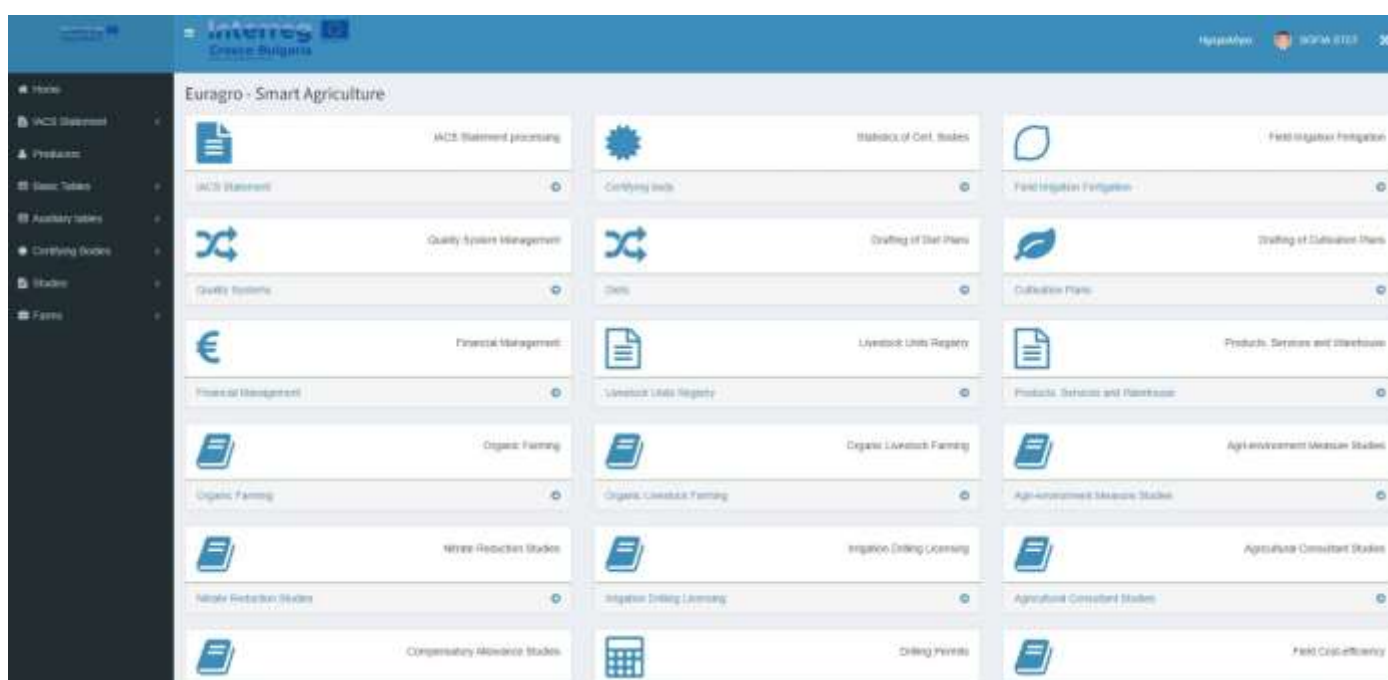 Interreg
Greece Bulgaria
Home
IACS Statement
Producers
Basic Tables
Auxiliary tables
Certifying Bodies
Studies
Farms
Euragro - Smart Agriculture
IACS Statement processing
IACS Statement
Statistics of Cert. Bodies
Certifying body
Field Irrigation Fertigation
Field Irrigation Fertigation
Quality System Management
Quality Systems
Drafting of Diet Plans
Diets
Drafting of Cultivation Plans
Cultivation Plans
Financial Management
Financial Management
Livestock Units Registry
Livestock Units Registry
Products, Services and Warehouse
Products, Services and Warehouse
Organic Farming
Organic Farming
Organic Livestock Farming
Organic Livestock Farming
Agri-environment Measure Studies
Agri-environment Measure Studies
Nitrate Reduction Studies
Nitrate Reduction Studies
Irrigation Drilling Licensing
Irrigation Drilling Licensing
Agricultural Consultant Studies
Agricultural Consultant Studies
Compensatory Allowance Studies
Drilling Permits
Field Cost-efficiency